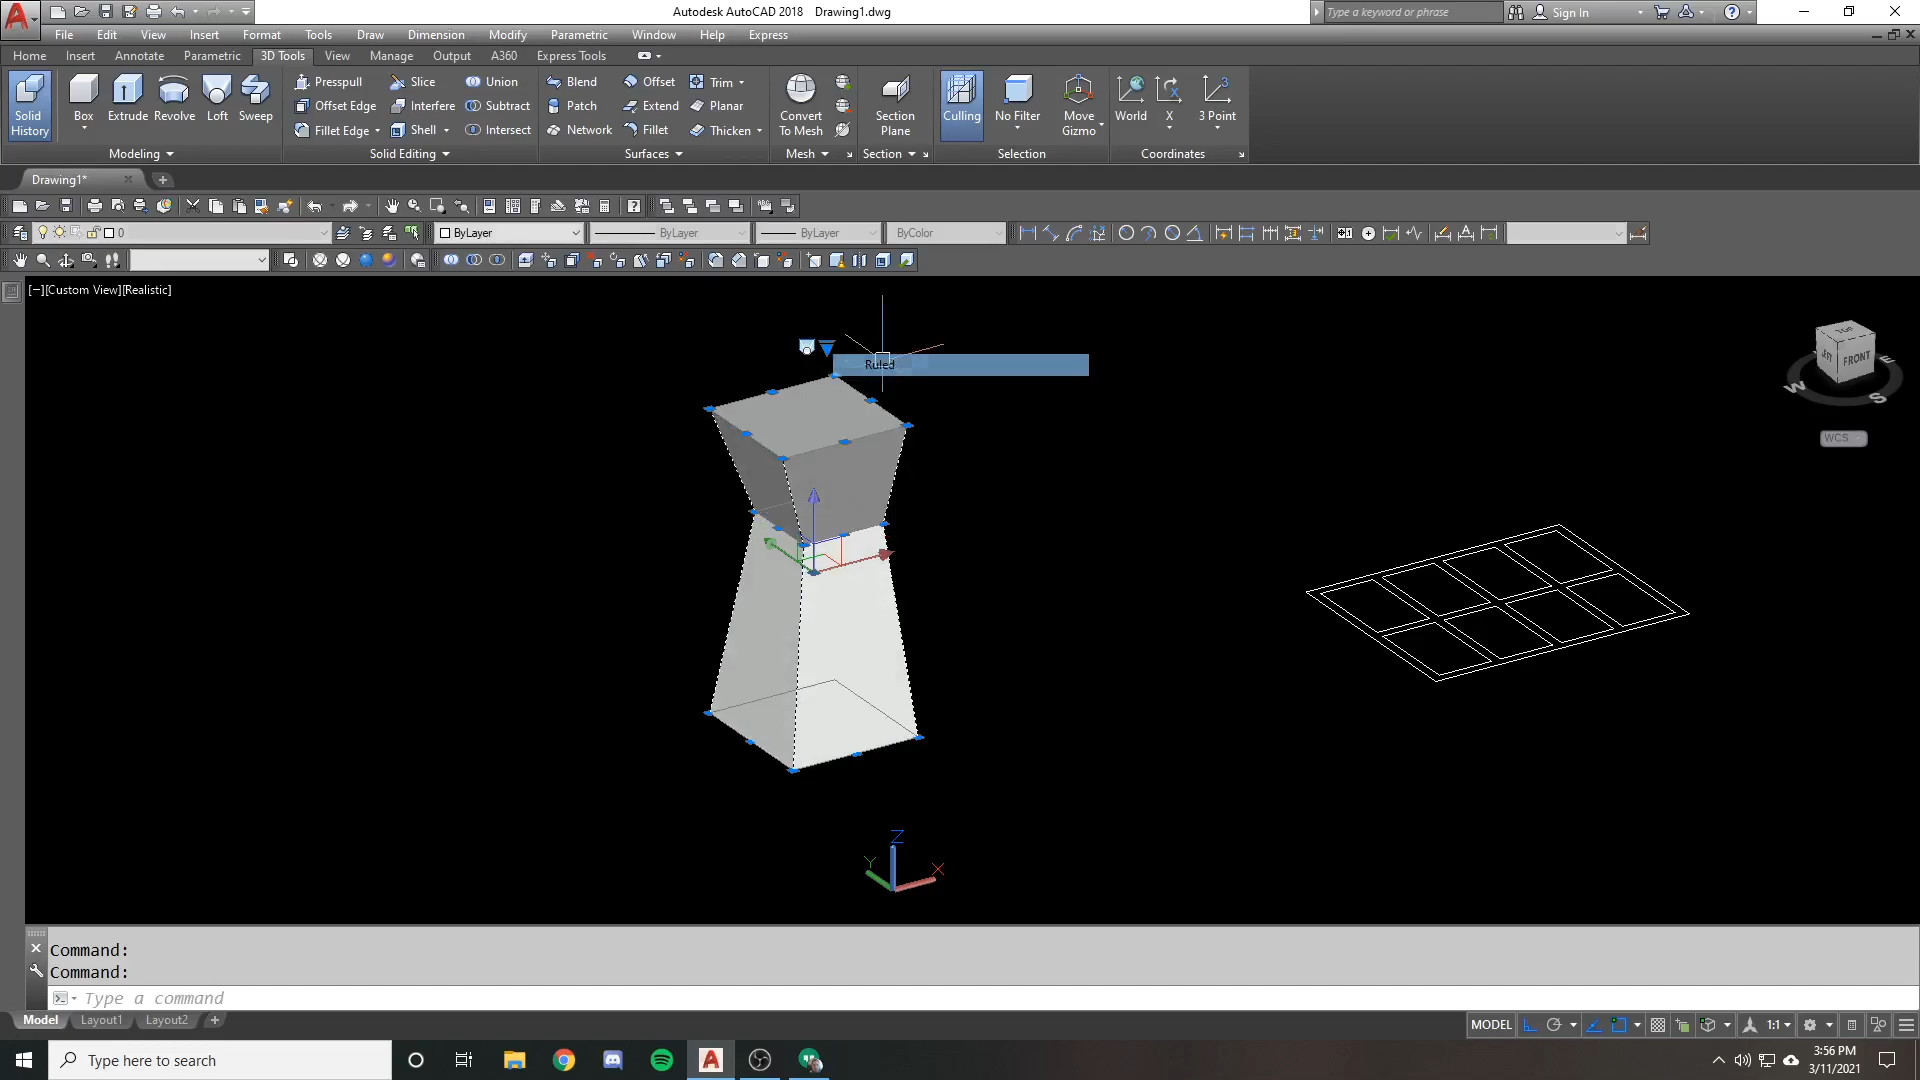 Autodesk AutoCAD 2018 Drawing1.dwg
Type a keyword or phrase
Sign In
File Edit View Insert Format Tools Draw Dimension Modify Parametric Window Help Express
Home Insert Annotate Parametric 3D Tools View Manage Output A360 Express Tools
Presspull Slice Union Blend Offset Trim
Offset Edge Interfere Subtract Patch Extend Planar
Solid History Box Extrude Revolve Loft Sweep
Convert To Mesh
Section Plane
Culling No Filter Move Gizmo World X 3 Point
Fillet Edge Shell Intersect Network Fillet Thicken
Modeling Solid Editing Surfaces Mesh Section Selection Coordinates
Drawing1*
0 ByLayer ByLayer ByLayer ByColor
[−][Custom View][Realistic]
Ruled
TOP
FRONT
W
S
E
WCS
Z
Y
X
Command:
Command:
Type a command
Model Layout1 Layout2
MODEL 1:1
Type here to search
3:56 PM
3/11/2021